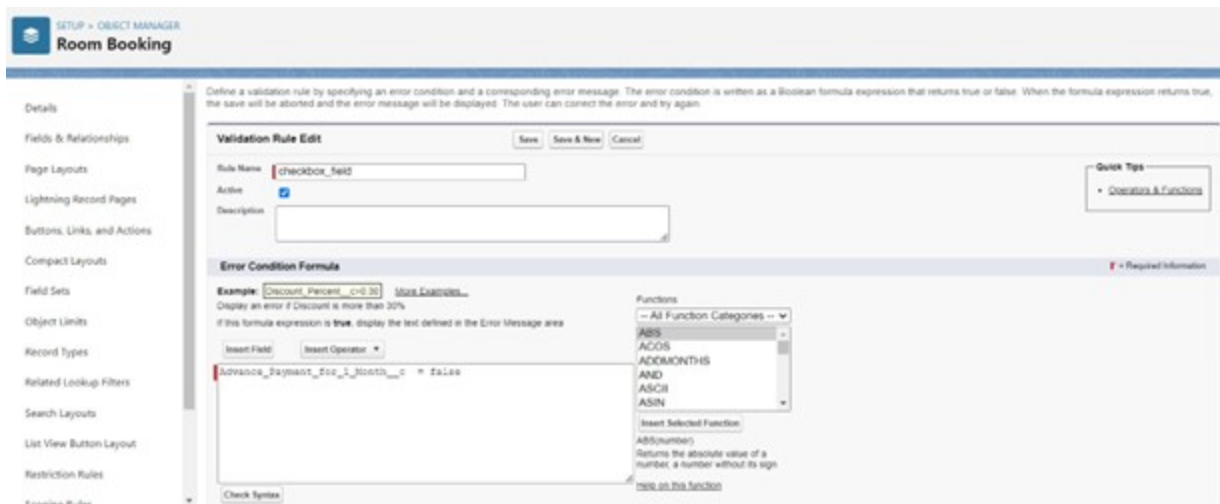 SETUP > OBJECT MANAGER
Room Booking
Details
Fields & Relationships
Page Layouts
Lightning Record Pages
Buttons, Links, and Actions
Compact Layouts
Field Sets
Object Limits
Record Types
Related Lookup Filters
Search Layouts
List View Button Layout
Restriction Rules
Scoping Rules
Define a validation rule by specifying an error condition and a corresponding error message. The error condition is written as a Boolean formula expression that returns true or false. When the formula expression returns true,
the save will be aborted and the error message will be displayed. The user can correct the error and try again.
Validation Rule Edit
Save
Save & New
Cancel
Rule Name
checkbox_field
Active
Description
Quick Tips
• Operators & Functions
Error Condition Formula
= Required Information
Example: Discount_Percent__c>0.30 More Examples...
Display an error if Discount is more than 30%
If this formula expression is true, display the text defined in the Error Message area
Insert Field
Insert Operator
Advance_Payment_for_1_Month__c = false
Check Syntax
Functions
-- All Function Categories --
ABS
ACOS
ADDMONTHS
AND
ASCII
ASIN
Insert Selected Function
ABS(number)
Returns the absolute value of a
number, a number without its sign
Help on this function